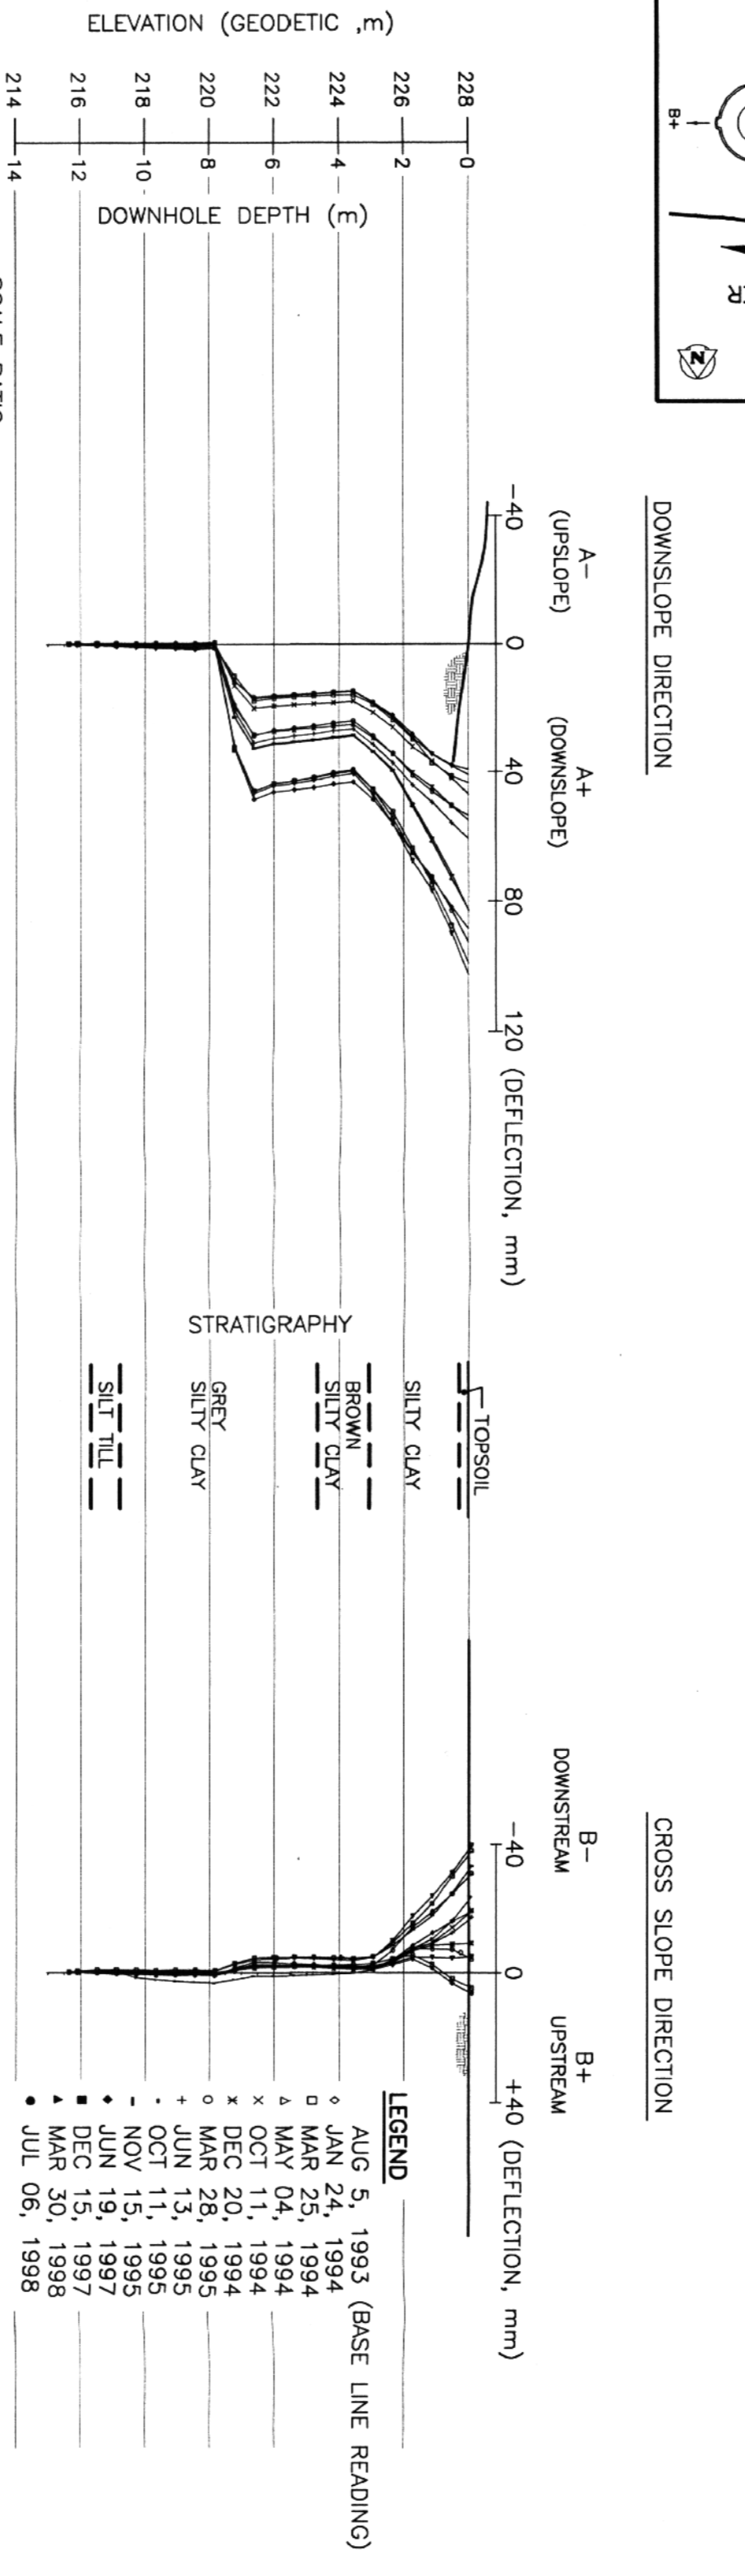 B+
R
N
DOWNSLOPE DIRECTION
CROSS SLOPE DIRECTION
A-
(UPSLOPE)
A+
(DOWNSLOPE)
B-
DOWNSTREAM
B+
UPSTREAM
-40 0 40 80 120 (DEFLECTION, mm)
-40 0 +40 (DEFLECTION, mm)
ELEVATION (GEODETIC ,m)
228
226
224
222
220
218
216
214
DOWNHOLE DEPTH (m)
0
2
4
6
8
10
12
14
STRATIGRAPHY
TOPSOIL
SILTY CLAY
BROWN
SILTY CLAY
GREY
SILTY CLAY
SILT TILL
LEGEND
AUG 5, 1993 (BASE LINE READING)
JAN 24, 1994
MAR 25, 1994
MAY 04, 1994
OCT 11, 1994
DEC 20, 1994
MAR 28, 1995
JUN 13, 1995
OCT 11, 1995
NOV 15, 1995
JUN 19, 1997
DEC 15, 1997
MAR 30, 1998
JUL 06, 1998